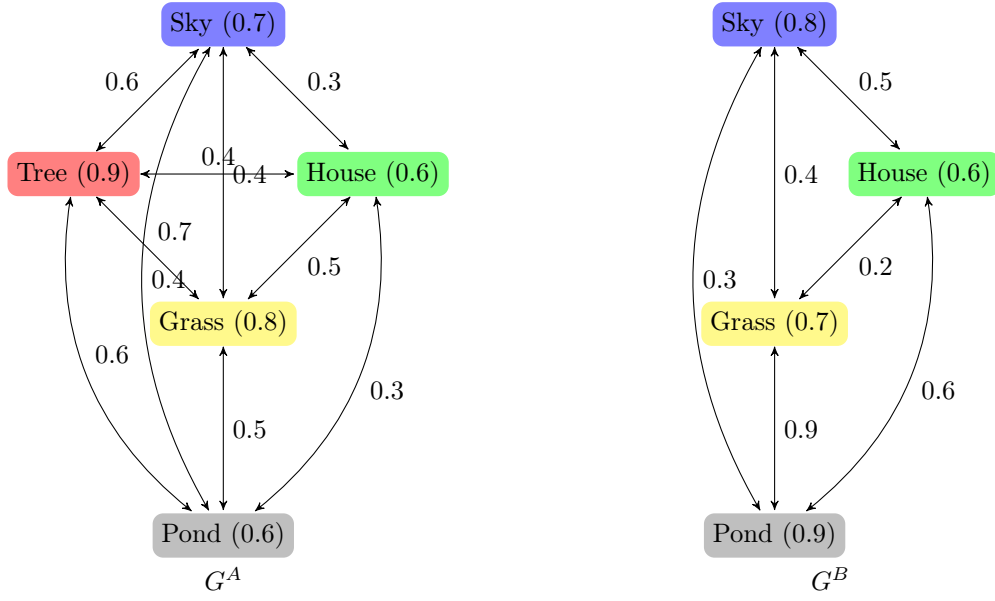 Sky (0.7)
Sky (0.8)
0.6
0.3
0.5
Tree (0.9)
0.4
0.4
House (0.6)
0.4
House (0.6)
0.7
0.4
0.5
0.3
0.2
Grass (0.8)
Grass (0.7)
0.6
0.3
0.6
0.5
0.9
Pond (0.6)
Pond (0.9)
G^A
G^B